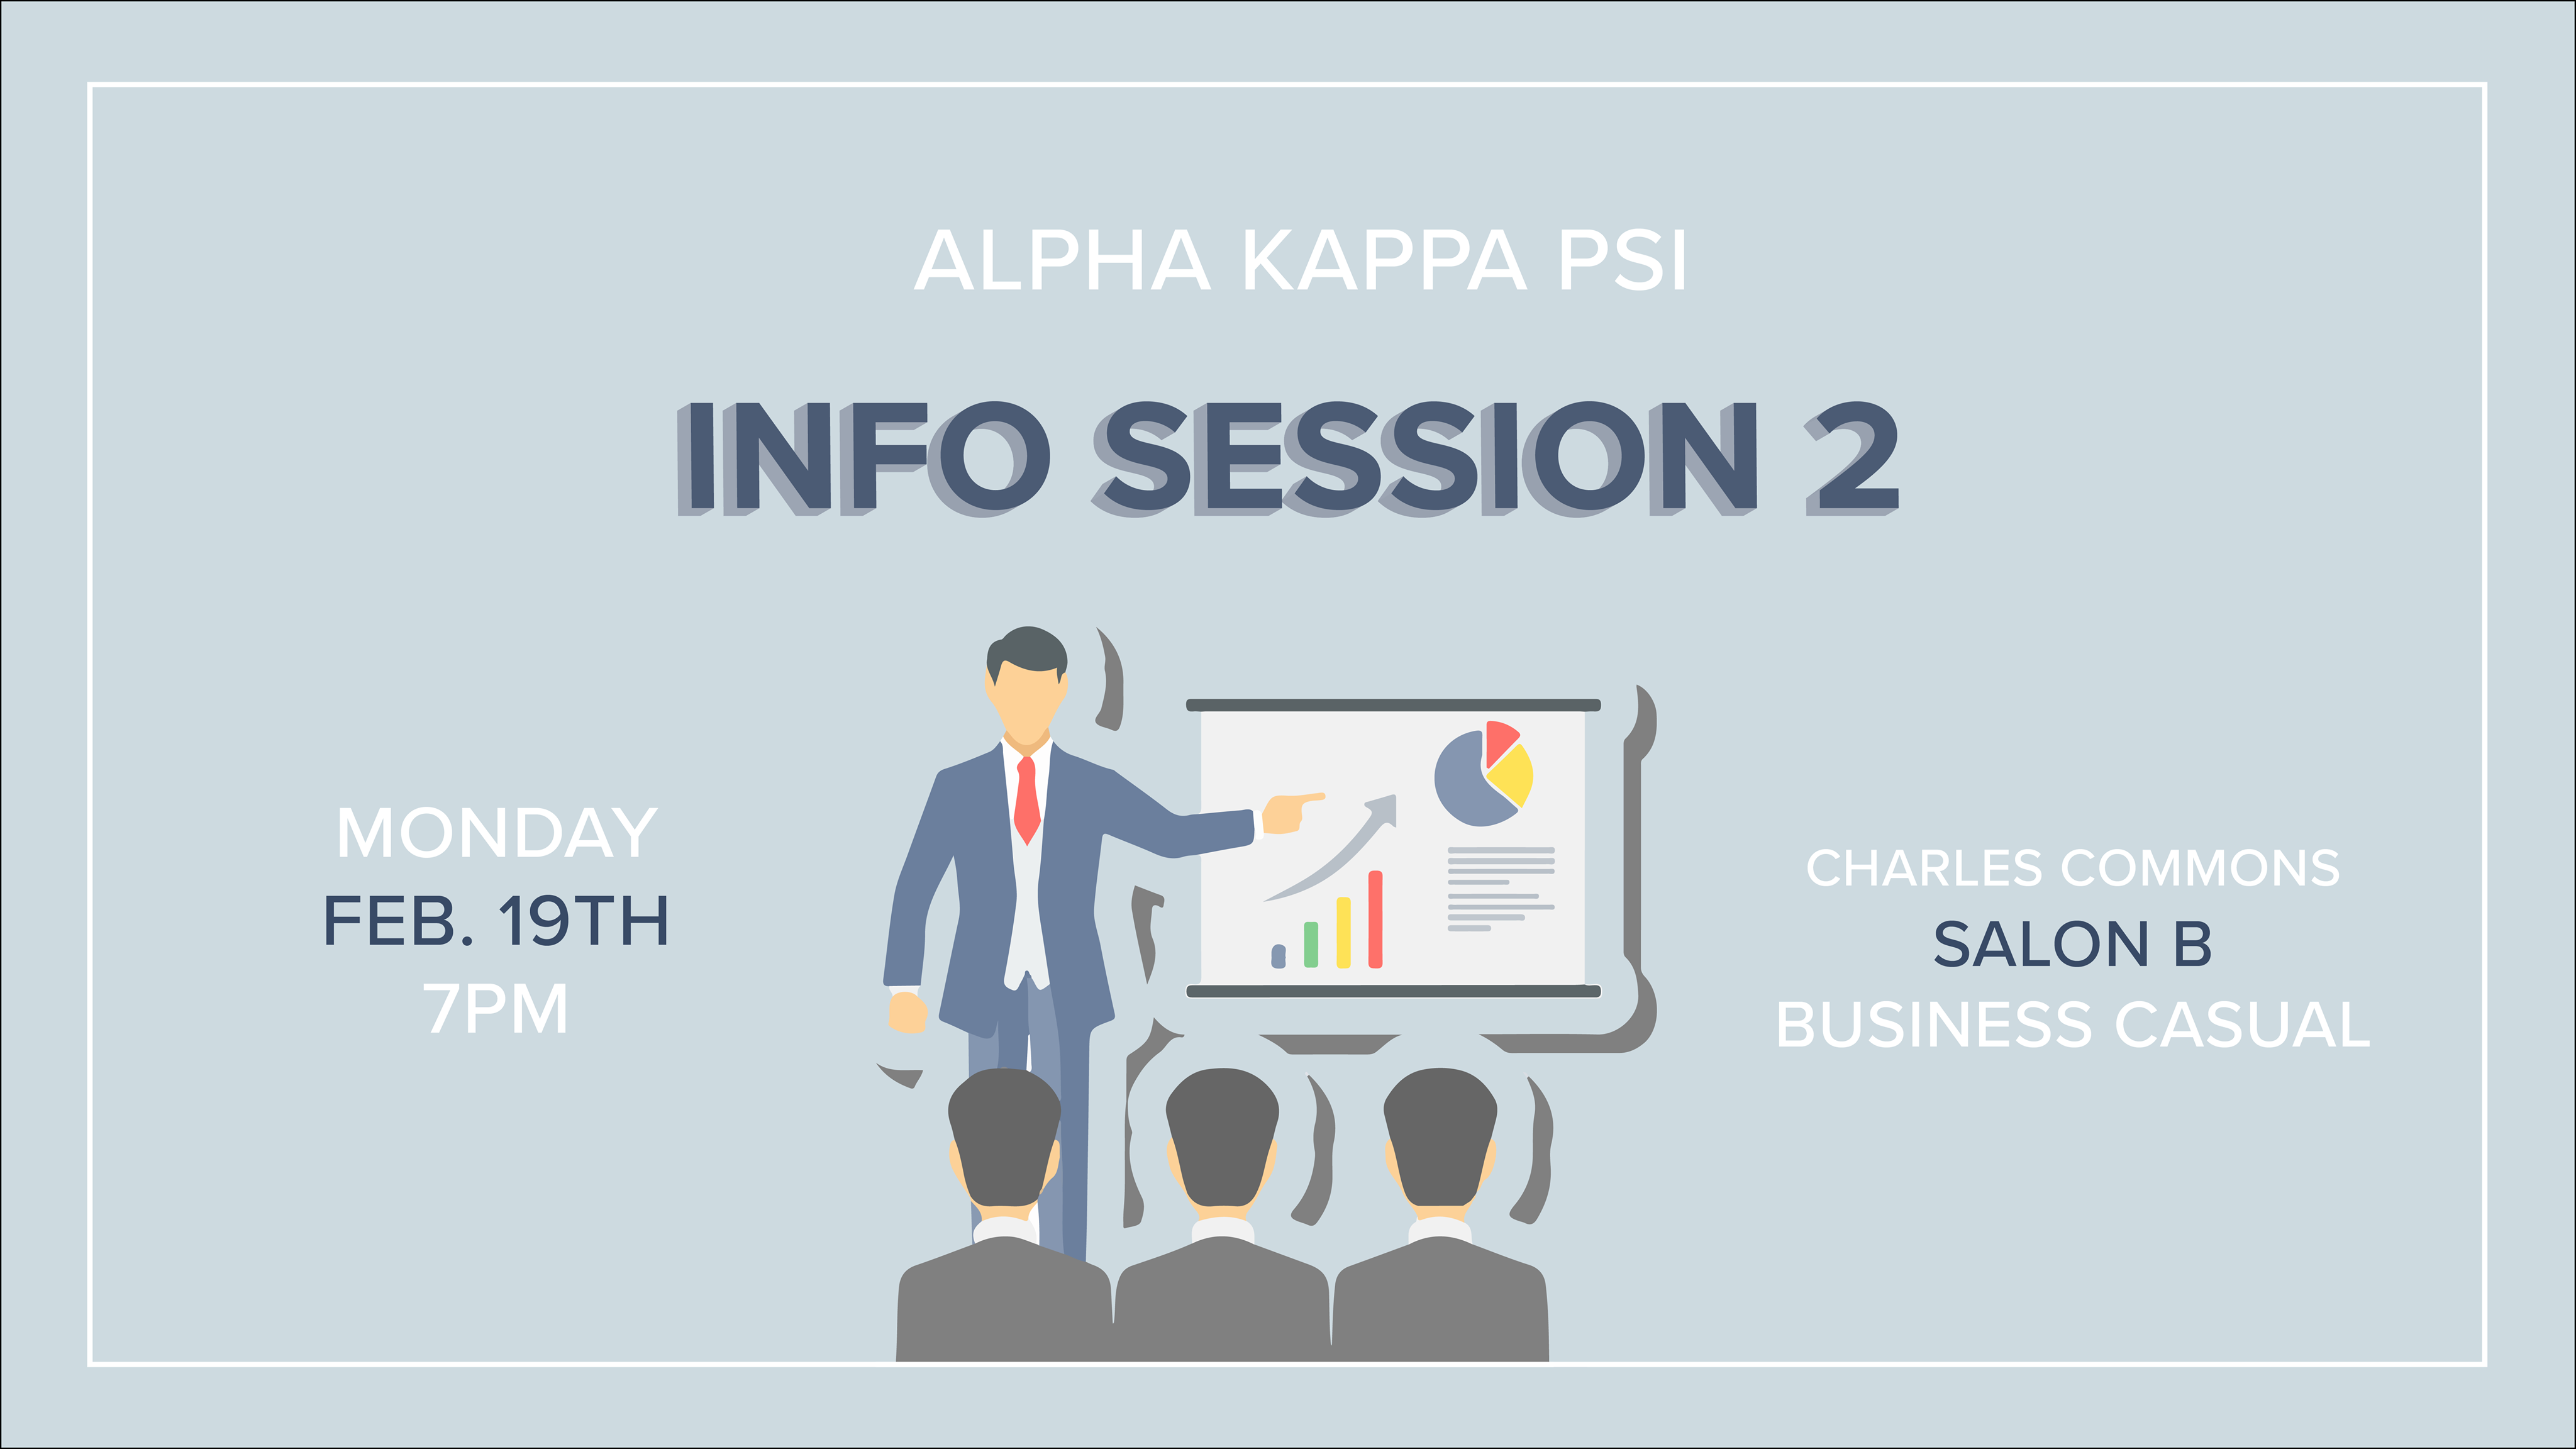 ALPHA KAPPA PSI
INFO SESSION 2
MONDAY
FEB. 19TH
7PM
CHARLES COMMONS
SALON B
BUSINESS CASUAL